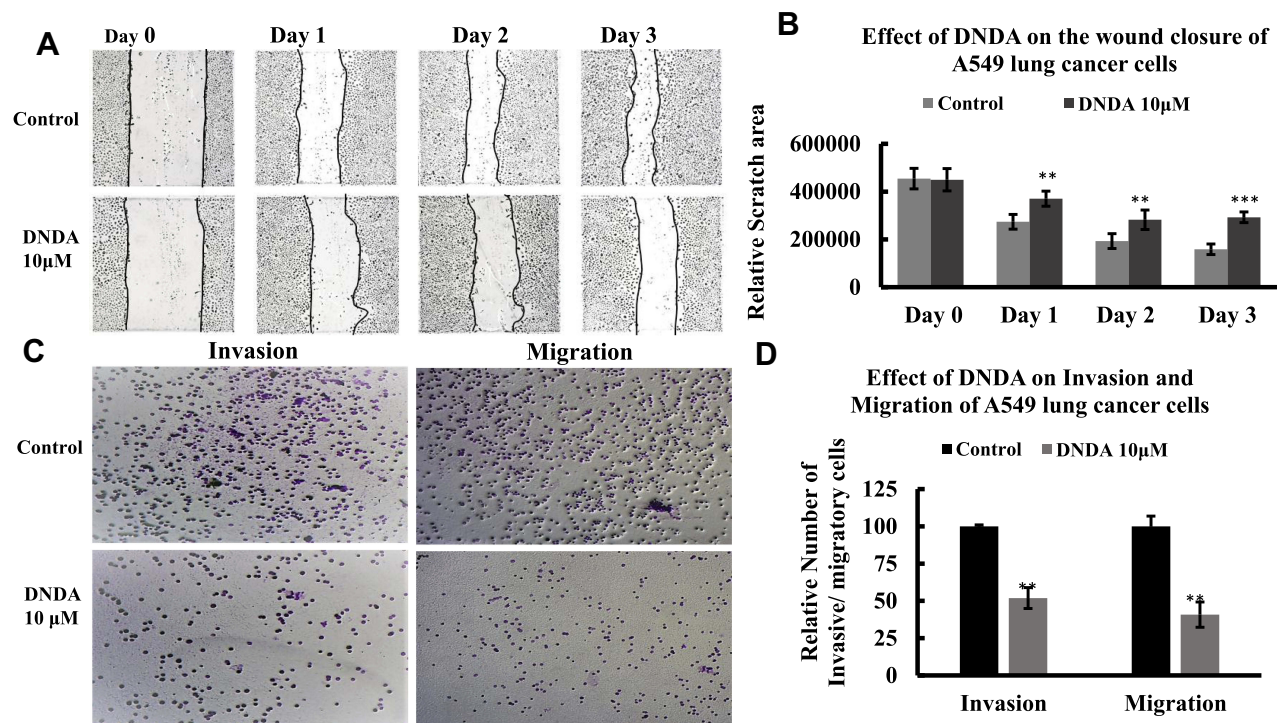 A
Day 0
Day 1
Day 2
Day 3
Control
DNDA
10µM
B
Effect of DNDA on the wound closure of
A549 lung cancer cells
Control
DNDA 10µM
Relative Scratch area
600000
400000
200000
0
**
**
***
Day 0
Day 1
Day 2
Day 3
C
Invasion
Migration
Control
DNDA
10 µM
D
Effect of DNDA on Invasion and
Migration of A549 lung cancer cells
Control
DNDA 10µM
Relative Number of
Invasive/ migratory cells
125
100
75
50
25
0
**
**
Invasion
Migration